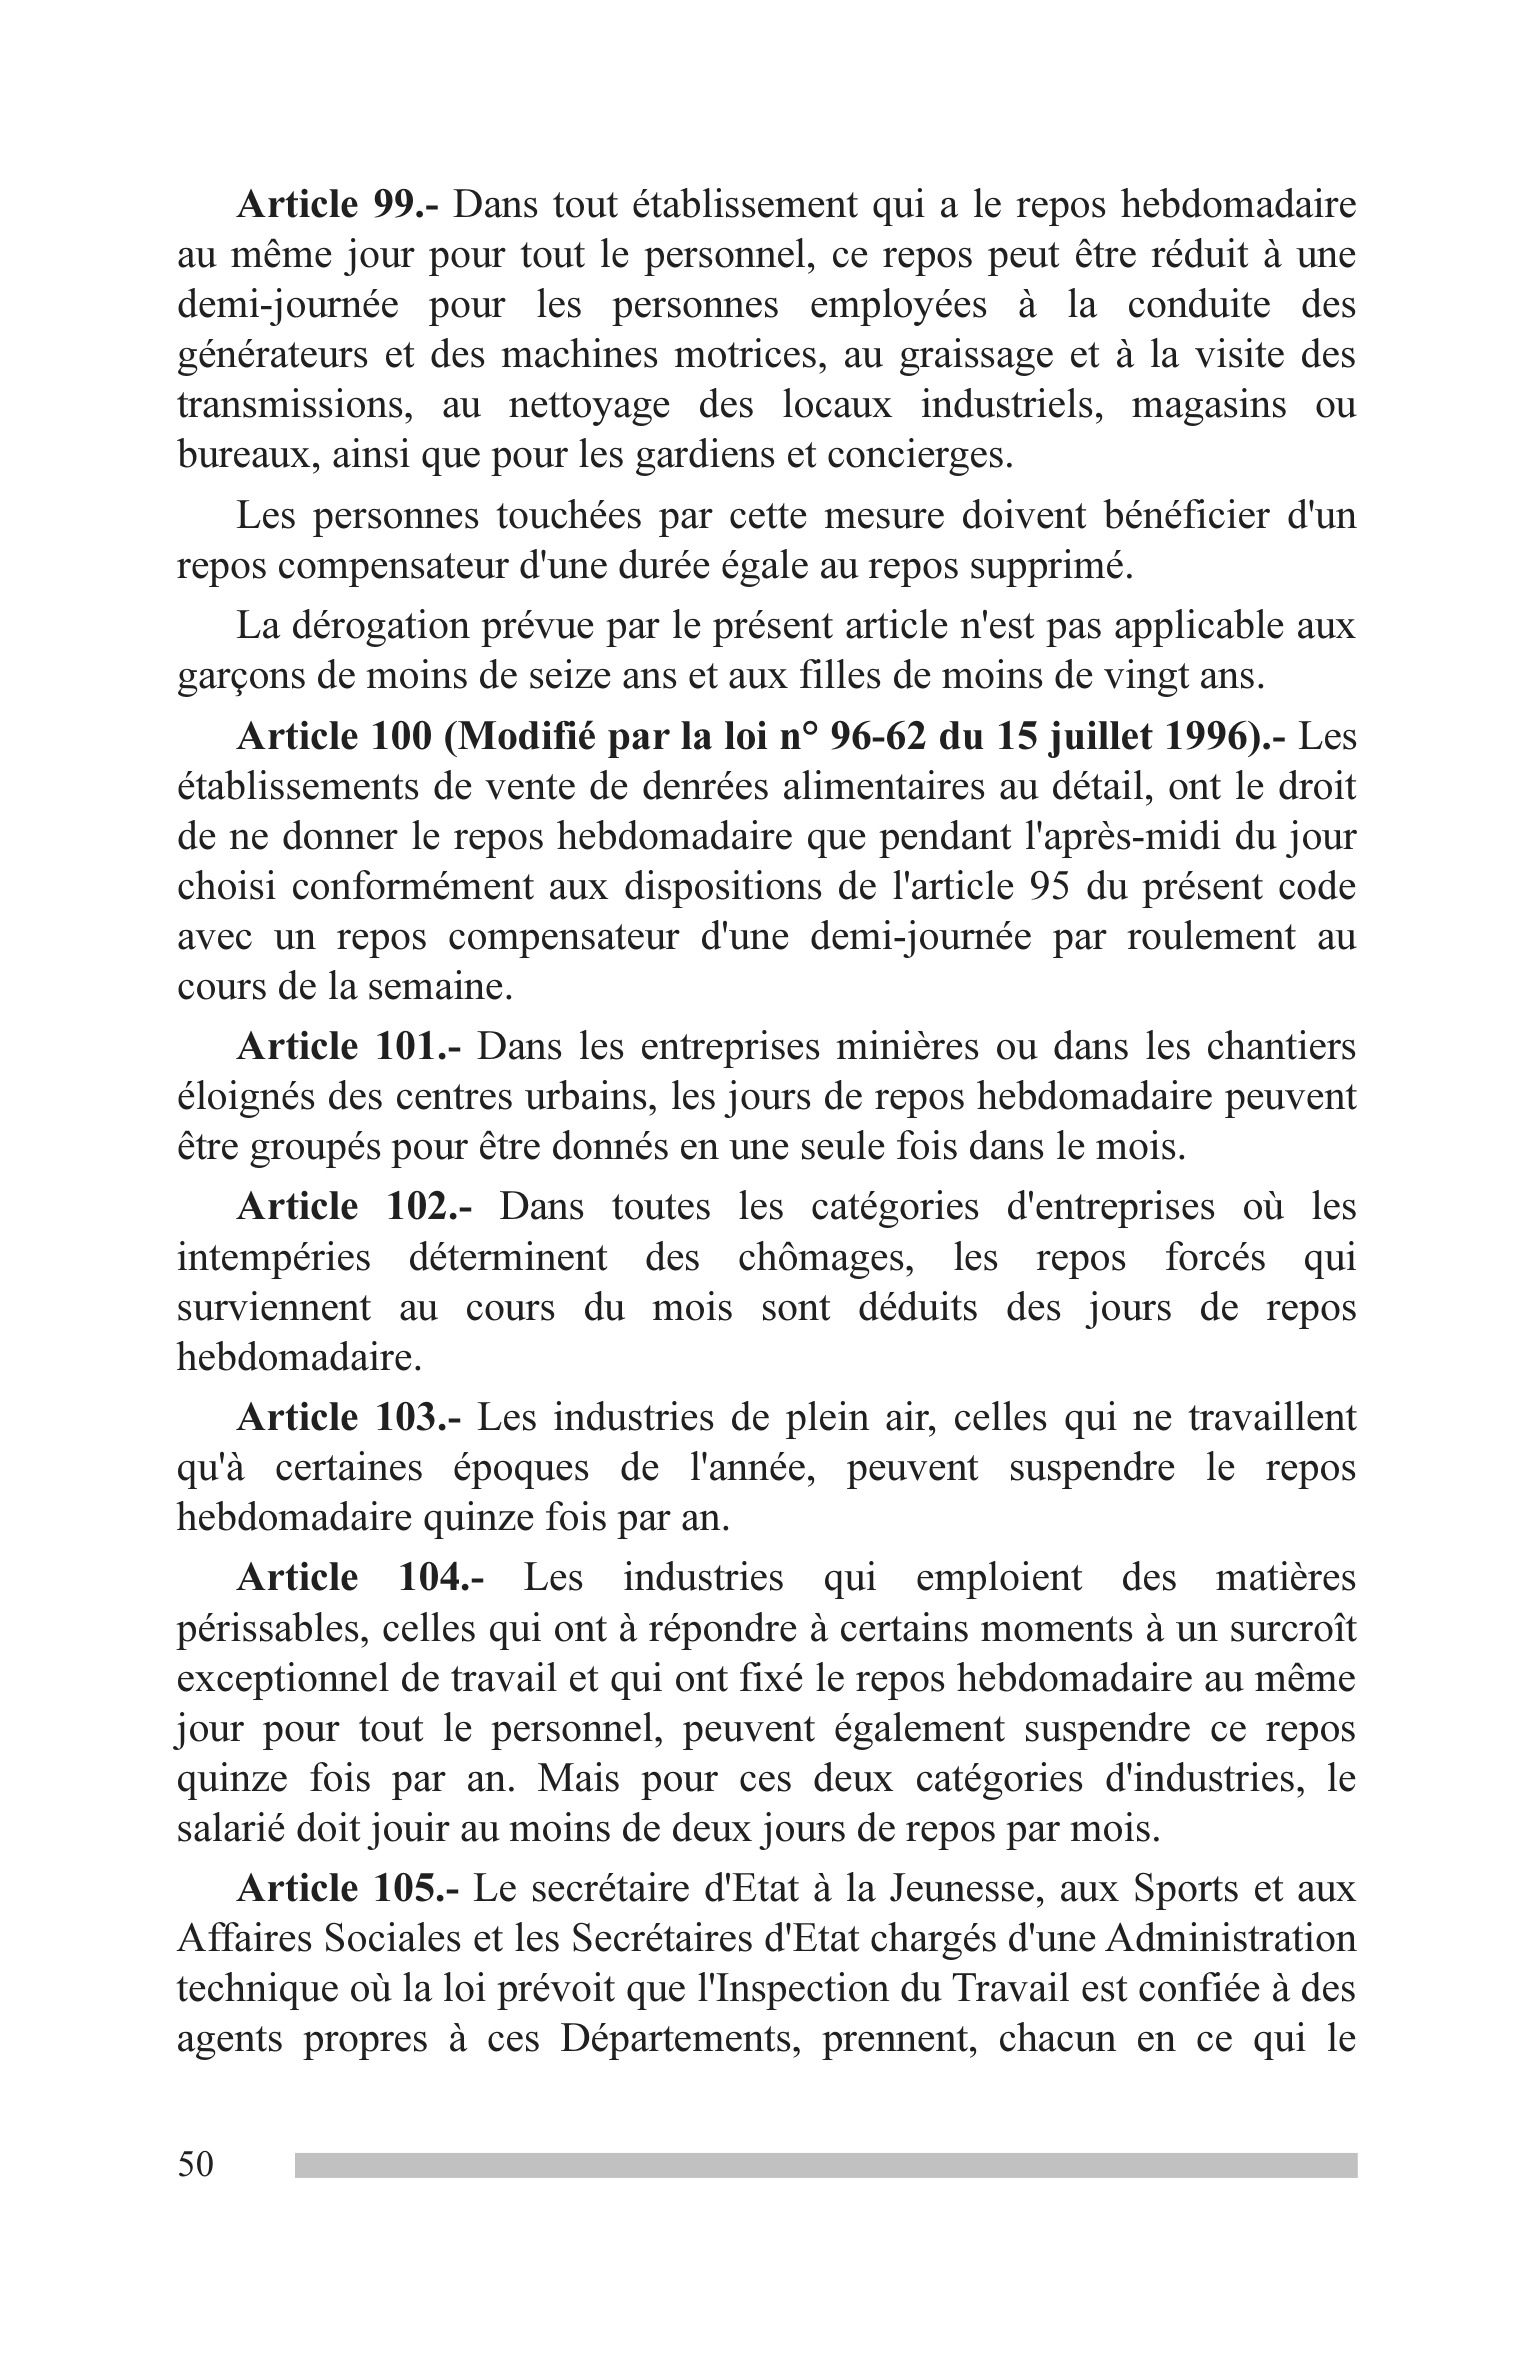 Article 99.- Dans tout établissement qui a le repos hebdomadaire
au même jour pour tout le personnel, ce repos peut être réduit à une
demi-journée pour les personnes employées à la conduite des
générateurs et des machines motrices, au graissage et à la visite des
transmissions, au nettoyage des locaux industriels, magasins ou
bureaux, ainsi que pour les gardiens et concierges.
Les personnes touchées par cette mesure doivent bénéficier d'un
repos compensateur d'une durée égale au repos supprimé.
La dérogation prévue par le présent article n'est pas applicable aux
garçons de moins de seize ans et aux filles de moins de vingt ans.
Article 100 (Modifié par la loi n° 96-62 du 15 juillet 1996).- Les
établissements de vente de denrées alimentaires au détail, ont le droit
de ne donner le repos hebdomadaire que pendant l'après-midi du jour
choisi conformément aux dispositions de l'article 95 du présent code
avec un repos compensateur d'une demi-journée par roulement au
cours de la semaine.
Article 101.- Dans les entreprises minières ou dans les chantiers
éloignés des centres urbains, les jours de repos hebdomadaire peuvent
être groupés pour être donnés en une seule fois dans le mois.
Article 102.- Dans toutes les catégories d'entreprises où les
intempéries déterminent des chômages, les repos forcés qui
surviennent au cours du mois sont déduits des jours de repos
hebdomadaire.
Article 103.- Les industries de plein air, celles qui ne travaillent
qu'à certaines époques de l'année, peuvent suspendre le repos
hebdomadaire quinze fois par an.
Article 104.- Les industries qui emploient des matières
périssables, celles qui ont à répondre à certains moments à un surcroît
exceptionnel de travail et qui ont fixé le repos hebdomadaire au même
jour pour tout le personnel, peuvent également suspendre ce repos
quinze fois par an. Mais pour ces deux catégories d'industries, le
salarié doit jouir au moins de deux jours de repos par mois.
Article 105.- Le secrétaire d'Etat à la Jeunesse, aux Sports et aux
Affaires Sociales et les Secrétaires d'Etat chargés d'une Administration
technique où la loi prévoit que l'Inspection du Travail est confiée à des
agents propres à ces Départements, prennent, chacun en ce qui le
50